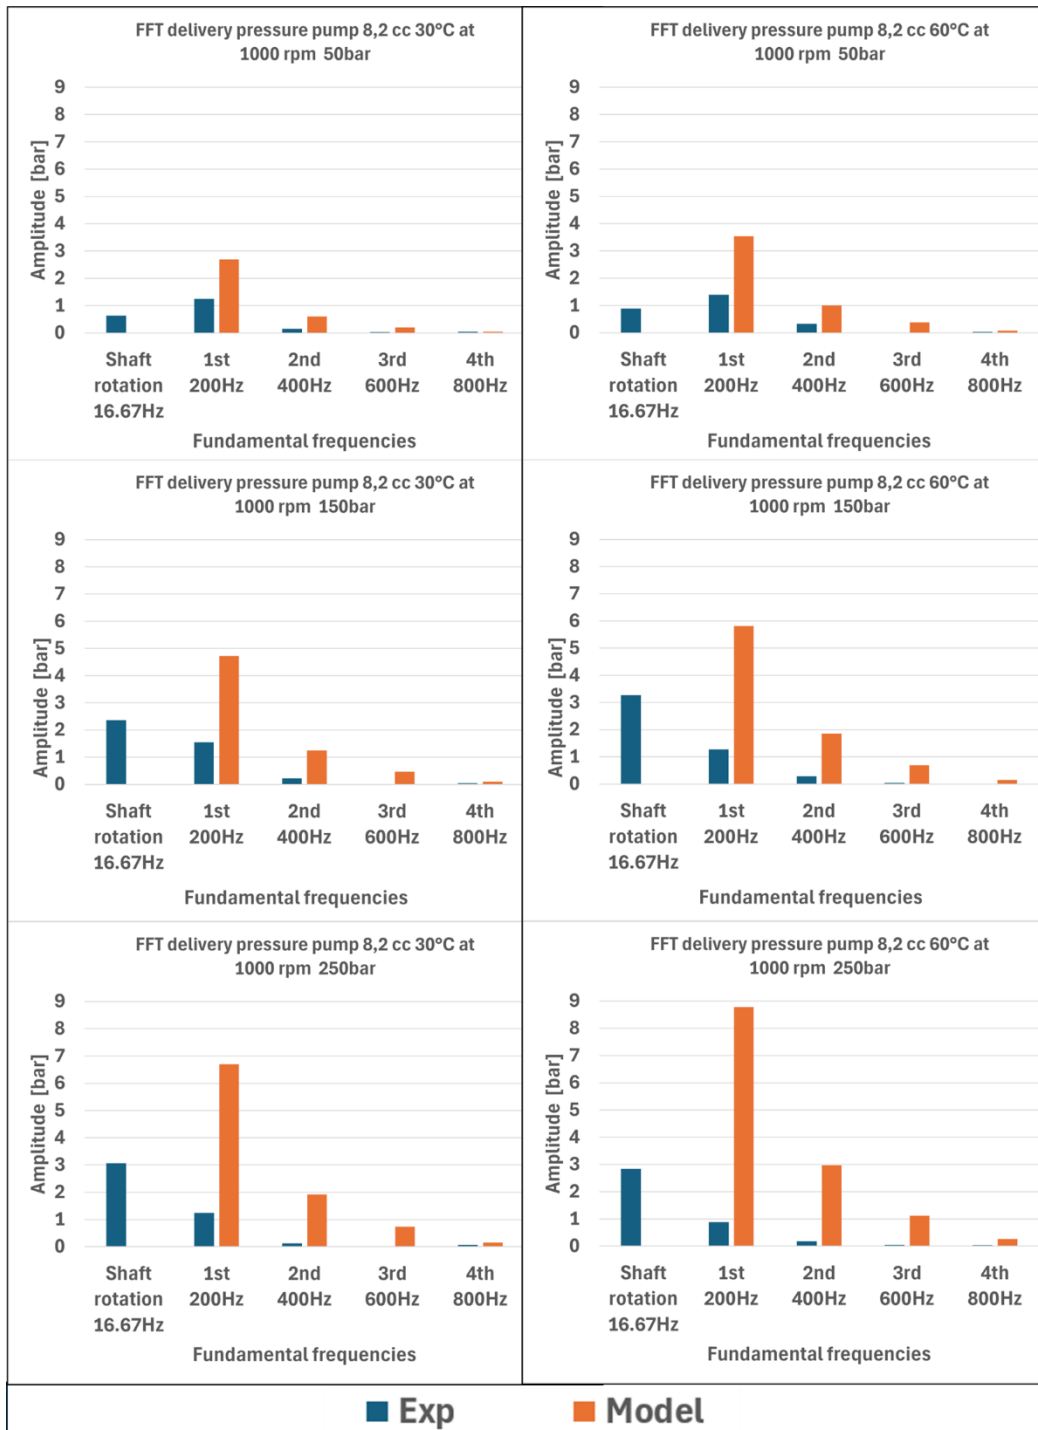 FFT delivery pressure pump 8,2 cc 30°C at
1000 rpm 50bar
Amplitude [bar]
9
8
7
6
5
4
3
2
1
0
Shaft rotation 16.67Hz
1st 200Hz
2nd 400Hz
3rd 600Hz
4th 800Hz
Fundamental frequencies
FFT delivery pressure pump 8,2 cc 60°C at
1000 rpm 50bar
Amplitude [bar]
9
8
7
6
5
4
3
2
1
0
Shaft rotation 16.67Hz
1st 200Hz
2nd 400Hz
3rd 600Hz
4th 800Hz
Fundamental frequencies
FFT delivery pressure pump 8,2 cc 30°C at
1000 rpm 150bar
Amplitude [bar]
9
8
7
6
5
4
3
2
1
0
Shaft rotation 16.67Hz
1st 200Hz
2nd 400Hz
3rd 600Hz
4th 800Hz
Fundamental frequencies
FFT delivery pressure pump 8,2 cc 60°C at
1000 rpm 150bar
Amplitude [bar]
9
8
7
6
5
4
3
2
1
0
Shaft rotation 16.67Hz
1st 200Hz
2nd 400Hz
3rd 600Hz
4th 800Hz
Fundamental frequencies
FFT delivery pressure pump 8,2 cc 30°C at
1000 rpm 250bar
Amplitude [bar]
9
8
7
6
5
4
3
2
1
0
Shaft rotation 16.67Hz
1st 200Hz
2nd 400Hz
3rd 600Hz
4th 800Hz
Fundamental frequencies
FFT delivery pressure pump 8,2 cc 60°C at
1000 rpm 250bar
Amplitude [bar]
9
8
7
6
5
4
3
2
1
0
Shaft rotation 16.67Hz
1st 200Hz
2nd 400Hz
3rd 600Hz
4th 800Hz
Fundamental frequencies
Exp
Model